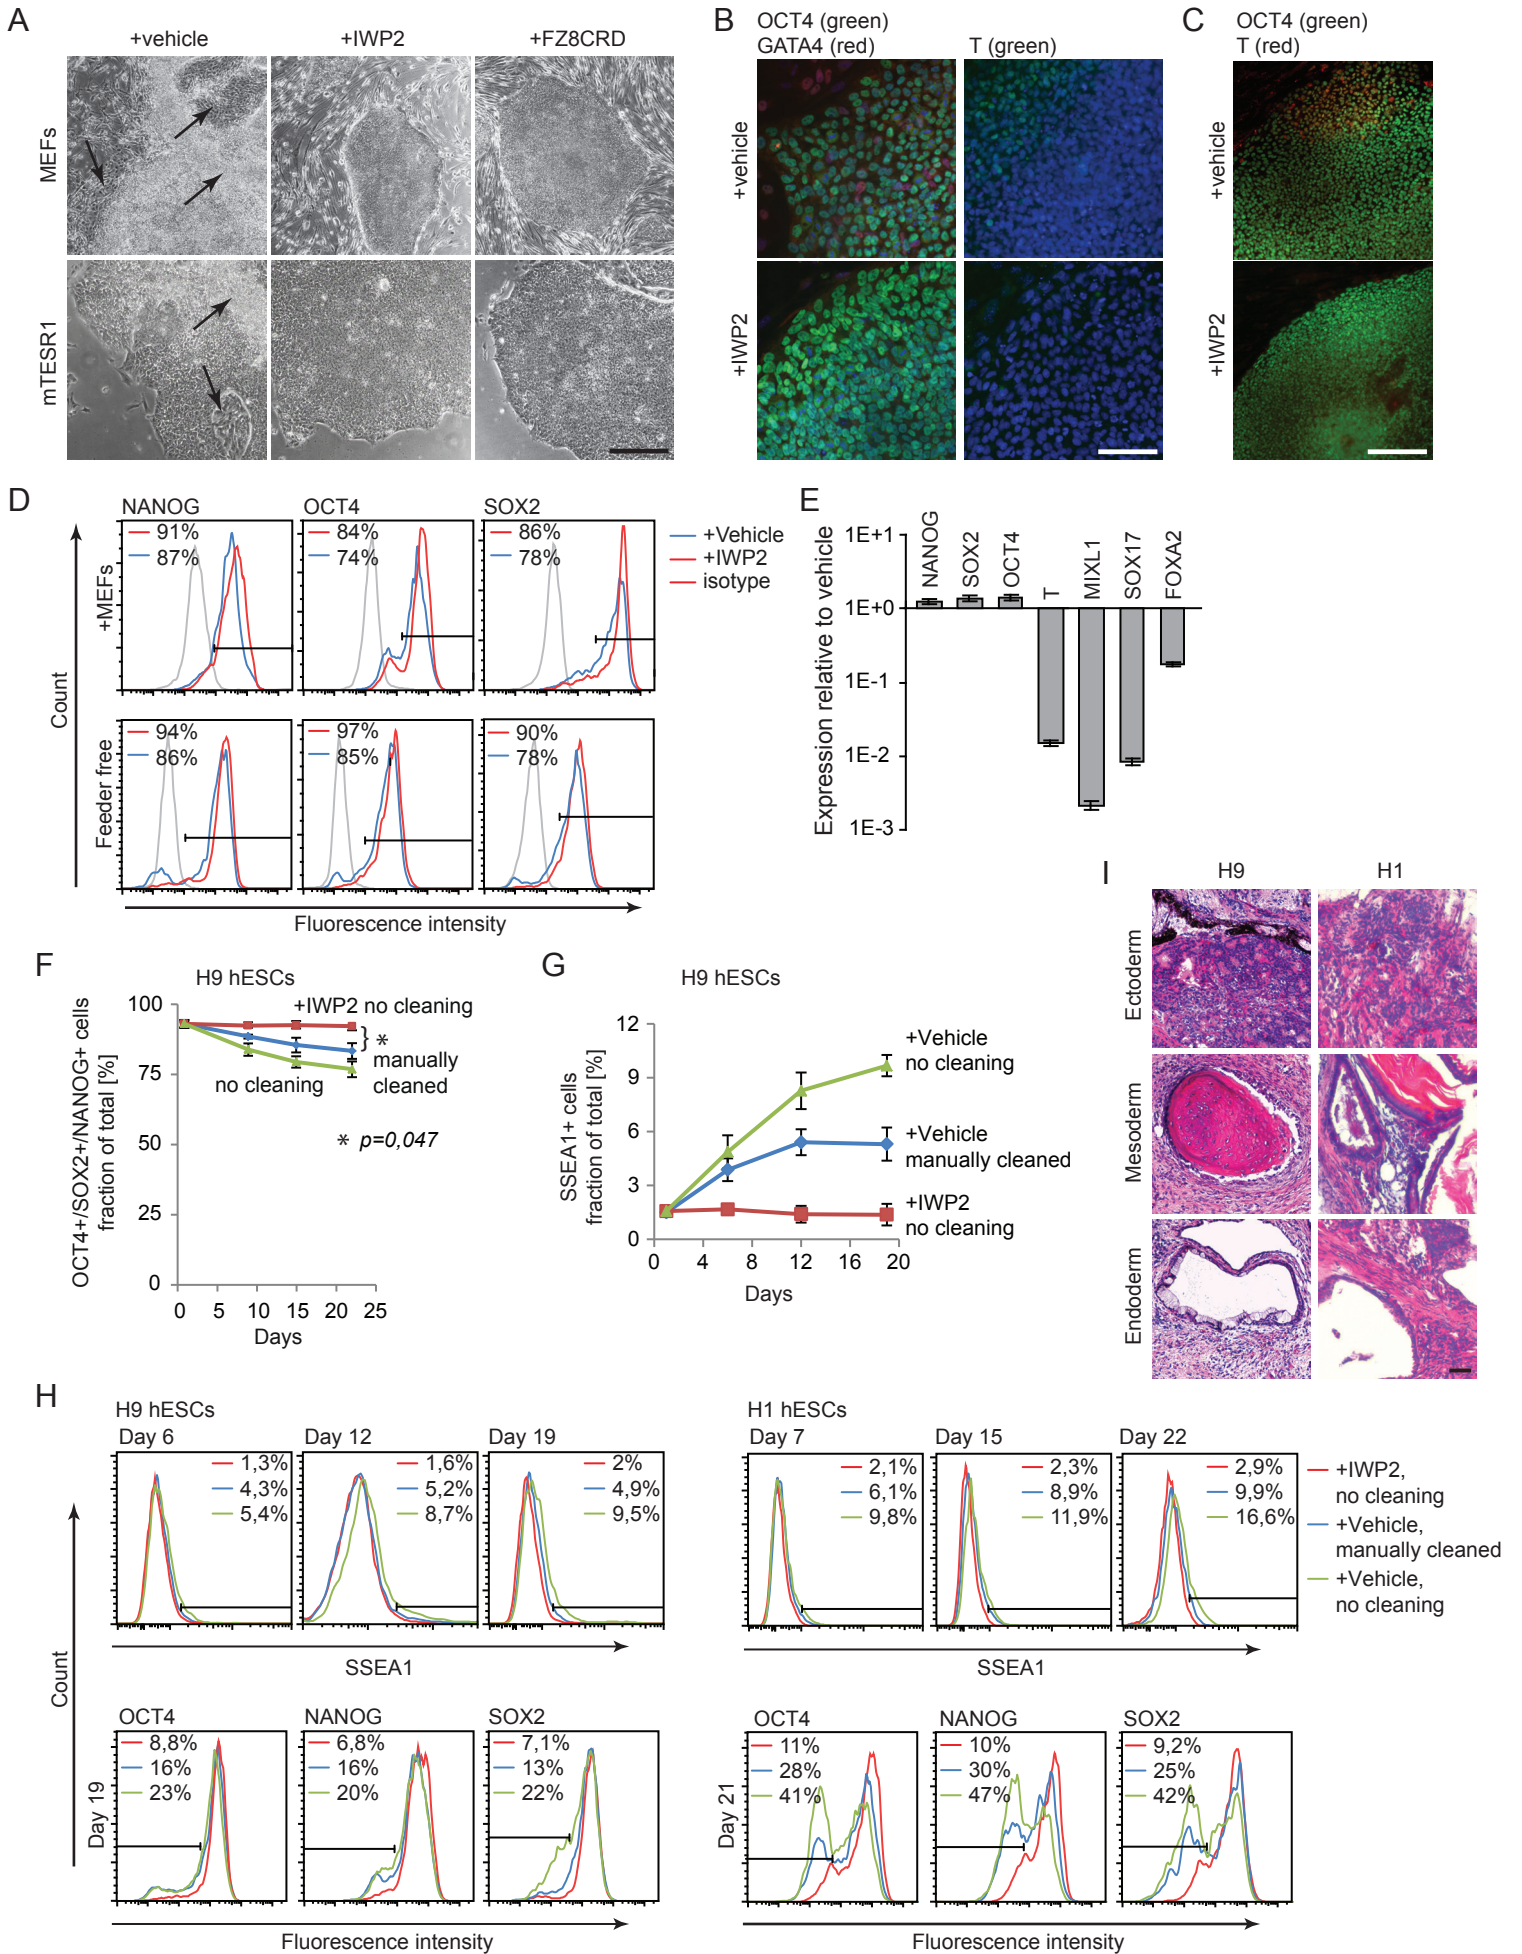 A
+vehicle
+IWP2
+FZ8CRD
MEFs
mTESR1
B
OCT4 (green)
GATA4 (red)
T (green)
+vehicle
+IWP2
C
OCT4 (green)
T (red)
+vehicle
+IWP2
D
NANOG
OCT4
SOX2
91%
87%
84%
74%
86%
78%
+Vehicle
+IWP2
isotype
+MEFs
94%
86%
97%
85%
90%
78%
Feeder free
Count
Fluorescence intensity
E
Expression relative to vehicle
1E+1
1E+0
1E-1
1E-2
1E-3
NANOG
SOX2
OCT4
T
MIXL1
SOX17
FOXA2
F
H9 hESCs
OCT4+/SOX2+/NANOG+ cells
fraction of total [%]
100
75
50
25
0
+IWP2 no cleaning
*
manually
cleaned
no cleaning
* p=0,047
0 5 10 15 20 25
Days
G
H9 hESCs
SSEA1+ cells
fraction of total [%]
12
9
6
3
0
+Vehicle
no cleaning
+Vehicle
manually cleaned
+IWP2
no cleaning
0 4 8 12 16 20
Days
I
H9
H1
Ectoderm
Mesoderm
Endoderm
H
H9 hESCs
Day 6
Day 12
Day 19
1,3%
4,3%
5,4%
1,6%
5,2%
8,7%
2%
4,9%
9,5%
SSEA1
H1 hESCs
Day 7
Day 15
Day 22
2,1%
6,1%
9,8%
2,3%
8,9%
11,9%
2,9%
9,9%
16,6%
SSEA1
+IWP2,
no cleaning
+Vehicle,
manually cleaned
+Vehicle,
no cleaning
Count
Day 19
OCT4
NANOG
SOX2
8,8%
16%
23%
6,8%
16%
20%
7,1%
13%
22%
Fluorescence intensity
Day 21
OCT4
NANOG
SOX2
11%
28%
41%
10%
30%
47%
9,2%
25%
42%
Fluorescence intensity